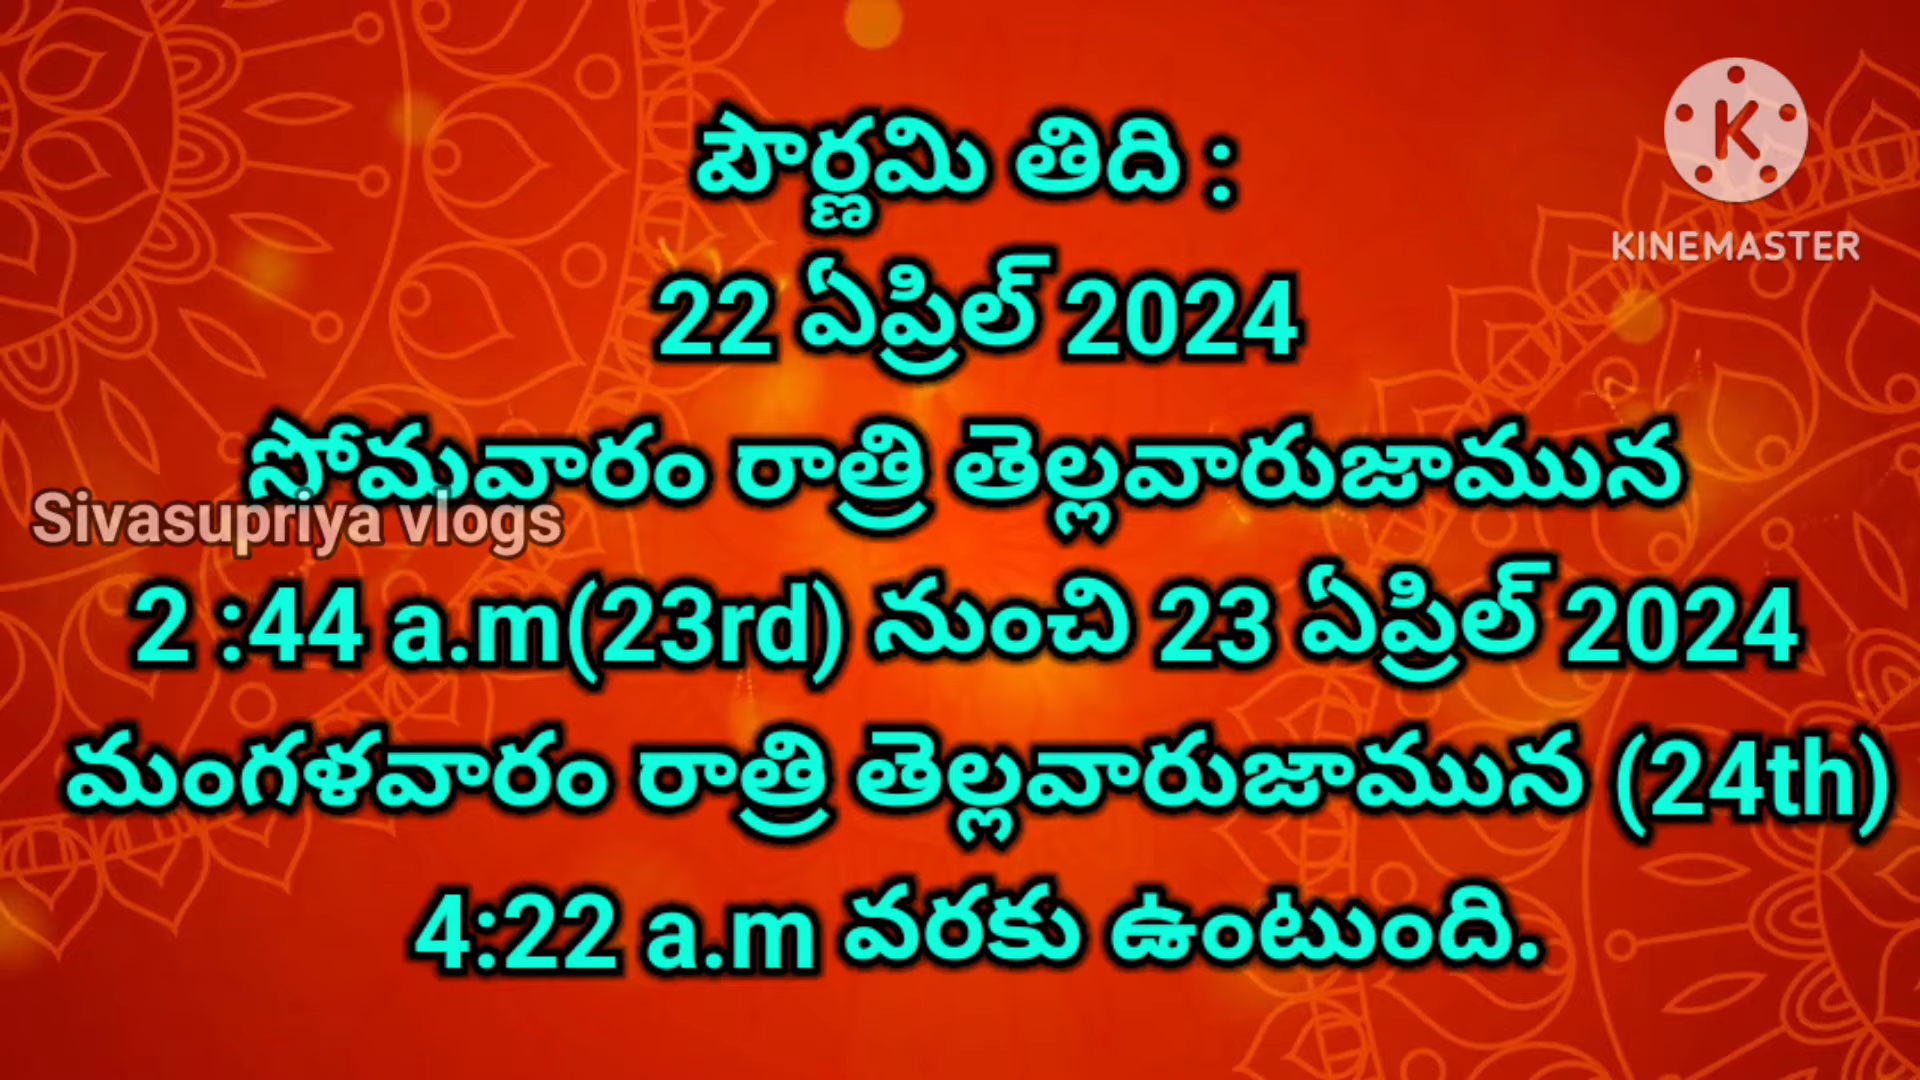 పౌర్ణమి తిది :
22 ఏప్రిల్ 2024
సోమవారం రాత్రి తెల్లవారుజామున
2 :44 a.m(23rd) నుంచి 23 ఏప్రిల్ 2024
మంగళవారం రాత్రి తెల్లవారుజామున (24th)
4:22 a.m వరకు ఉంటుంది.
Sivasupriya vlogs
K
KINEMASTER